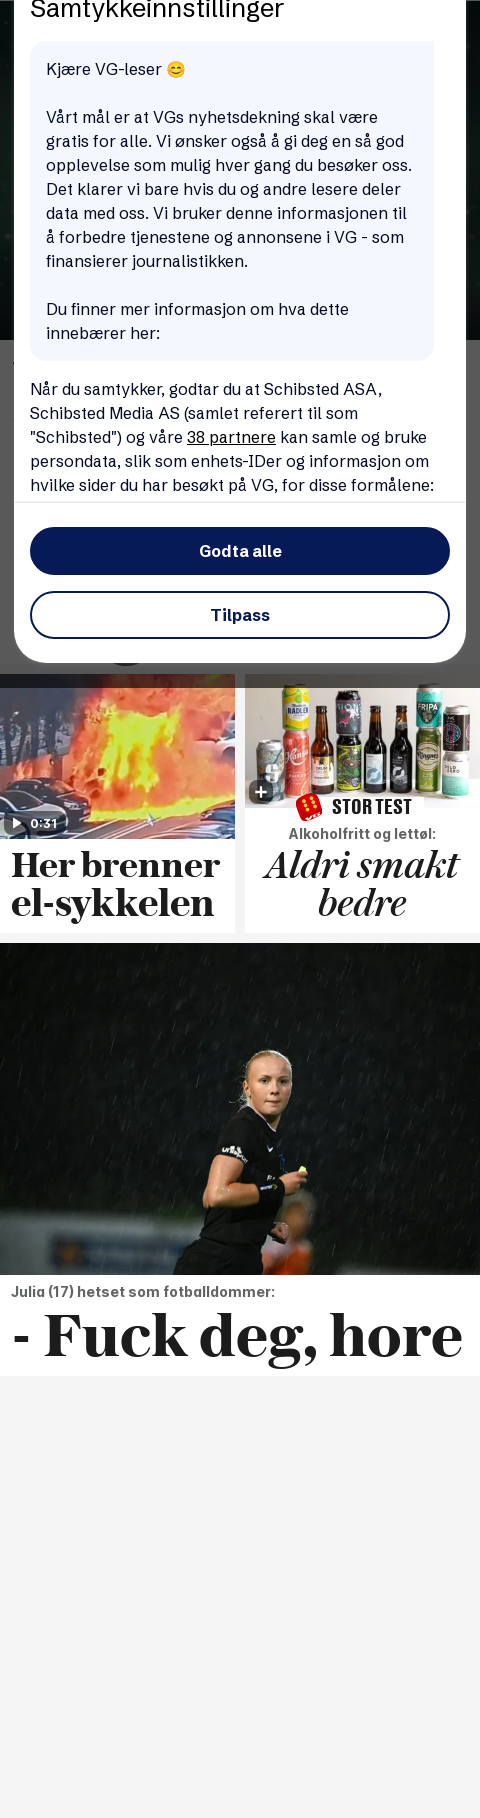 Samtykkeinnstillinger
Kjære VG-leser 😊
Vårt mål er at VGs nyhetsdekning skal være
gratis for alle. Vi ønsker også å gi deg en så god
opplevelse som mulig hver gang du besøker oss.
Det klarer vi bare hvis du og andre lesere deler
data med oss. Vi bruker denne informasjonen til
å forbedre tjenestene og annonsene i VG - som
finansierer journalistikken.
Du finner mer informasjon om hva dette
innebærer her:
Når du samtykker, godtar du at Schibsted ASA,
Schibsted Media AS (samlet referert til som
"Schibsted") og våre 38 partnere kan samle og bruke
persondata, slik som enhets-IDer og informasjon om
hvilke sider du har besøkt på VG, for disse formålene:
Godta alle
Tilpass
0:31
Her brenner
el-sykkelen
RADLER
FRIPA
STOR TEST
Alkoholfritt og lettøl:
Aldri smakt
bedre
Julia (17) hetset som fotballdommer:
- Fuck deg, hore